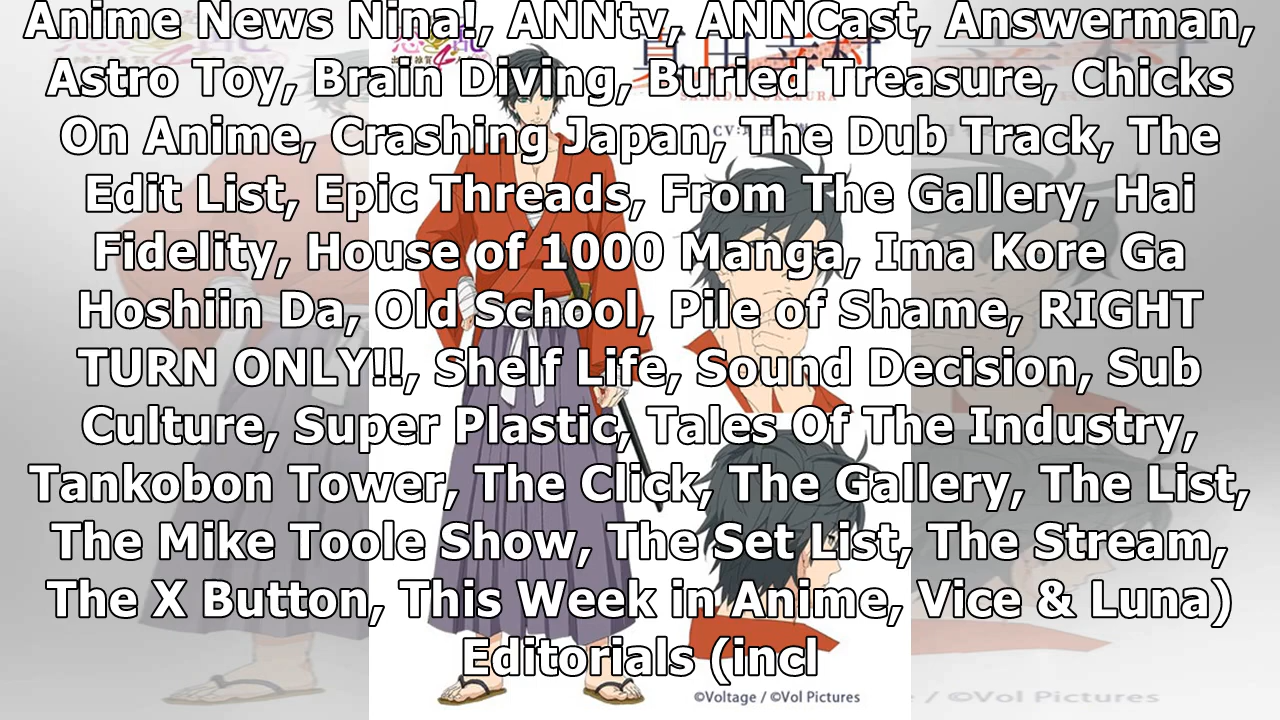 Anime News Nina!, ANNtv, ANNCast, Answerman,
Astro Toy, Brain Diving, Buried Treasure, Chicks
On Anime, Crashing Japan, The Dub Track, The
Edit List, Epic Threads, From The Gallery, Hai
Fidelity, House of 1000 Manga, Ima Kore Ga
Hoshiin Da, Old School, Pile of Shame, RIGHT
TURN ONLY!!, Shelf Life, Sound Decision, Sub
Culture, Super Plastic, Tales Of The Industry,
Tankobon Tower, The Click, The Gallery, The List,
The Mike Toole Show, The Set List, The Stream,
The X Button, This Week in Anime, Vice & Luna)
Editorials (incl
SANADA YUKIMURA
©Voltage / ©Vol Pictures
/ ©Vol Pictures